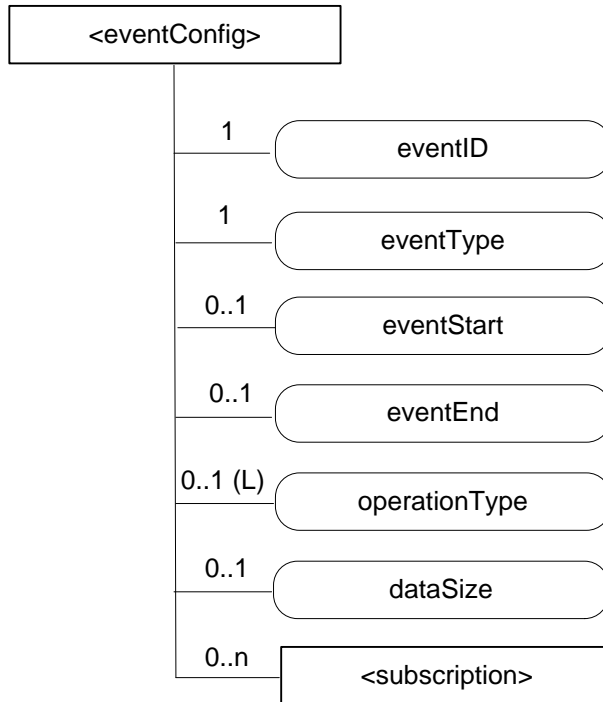 <eventConfig>
1
eventID
1
eventType
0..1
eventStart
0..1
eventEnd
0..1 (L)
operationType
0..1
dataSize
0..n
<subscription>